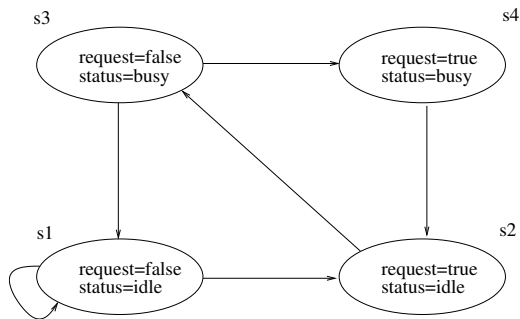 s3
s4
request=false
status=busy
request=true
status=busy
s1
s2
request=false
status=idle
request=true
status=idle